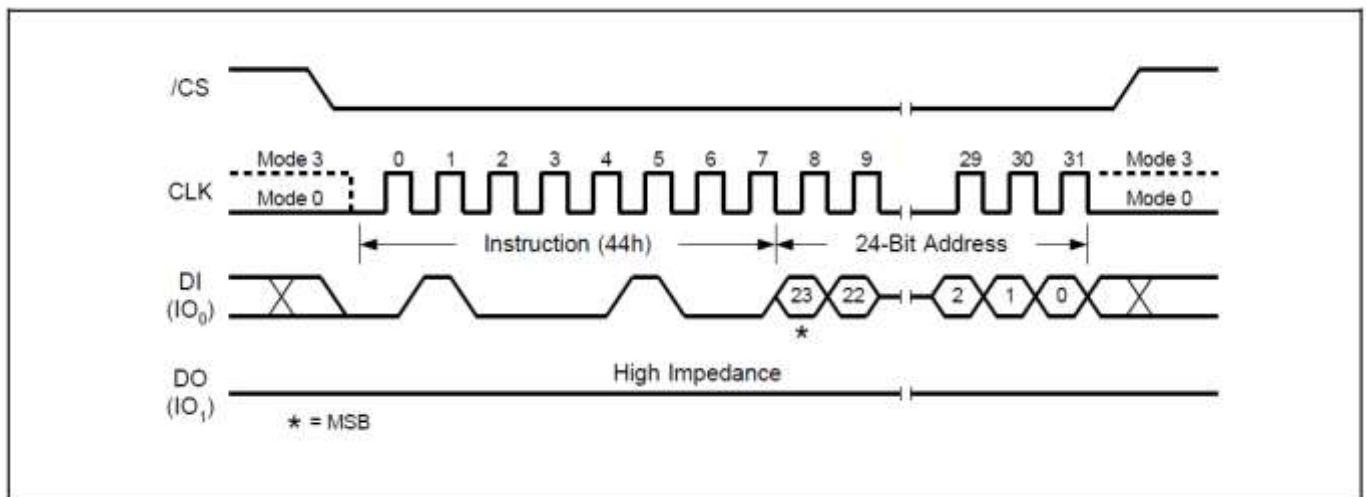 /CS
Mode 3 0 1 2 3 4 5 6 7 8 9 29 30 31 Mode 3
CLK
Mode 0 Mode 0
Instruction (44h) 24-Bit Address
DI
(IO₀)
23 22 2 1 0
*
High Impedance
DO
(IO₁)
* = MSB